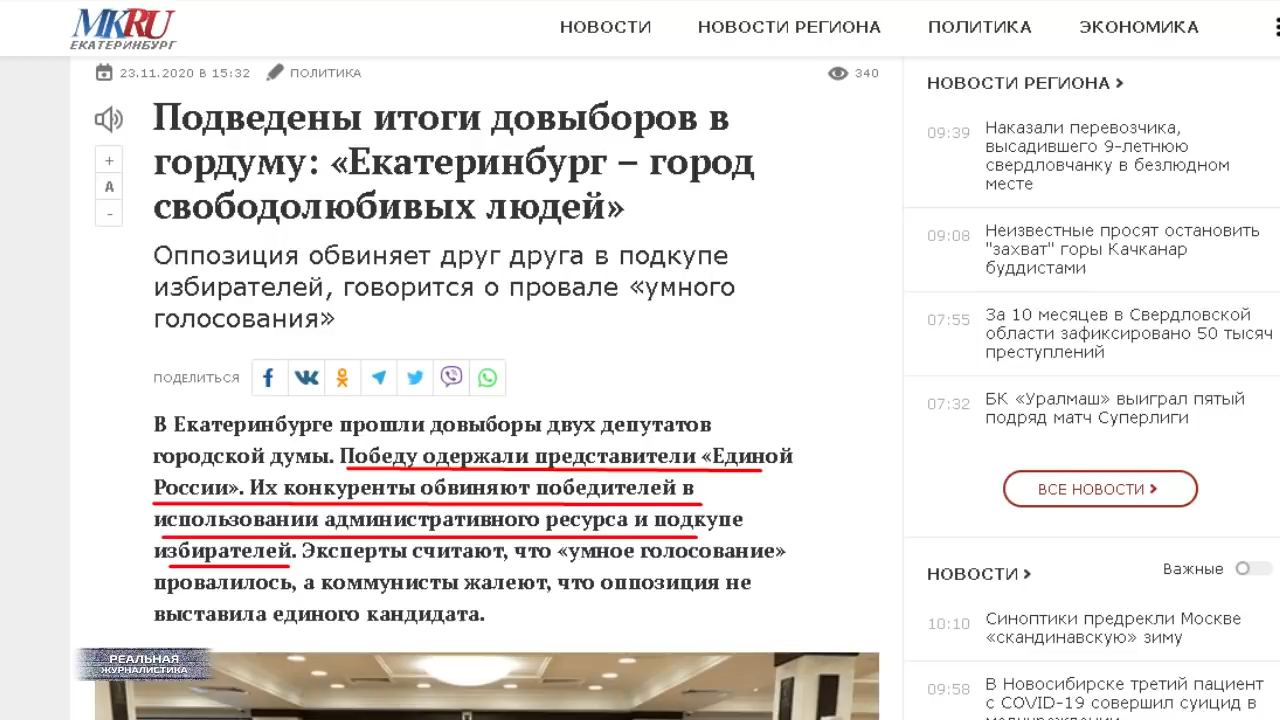 MKRU
ЕКАТЕРИНБУРГ
НОВОСТИ
НОВОСТИ РЕГИОНА
ПОЛИТИКА
ЭКОНОМИКА
23.11.2020 В 15:32
ПОЛИТИКА
340
Подведены итоги довыборов в
гордуму: «Екатеринбург – город
свободолюбивых людей»
+
А
-
Оппозиция обвиняет друг друга в подкупе
избирателей, говорится о провале «умного
голосования»
ПОДЕЛИТЬСЯ
В Екатеринбурге прошли довыборы двух депутатов
городской думы. Победу одержали представители «Единой
России». Их конкуренты обвиняют победителей в
использовании административного ресурса и подкупе
избирателей. Эксперты считают, что «умное голосование»
провалилось, а коммунисты жалеют, что оппозиция не
выставила единого кандидата.
РЕАЛЬНАЯ
ЖУРНАЛИСТИКА
НОВОСТИ РЕГИОНА
09:39
Наказали перевозчика,
высадившего 9-летнюю
свердловчанку в безлюдном
месте
09:08
Неизвестные просят остановить
"захват" горы Качканар
буддистами
07:55
За 10 месяцев в Свердловской
области зафиксировано 50 тысяч
преступлений
07:32
БК «Уралмаш» выиграл пятый
подряд матч Суперлиги
ВСЕ НОВОСТИ
НОВОСТИ
Важные
10:10
Синоптики предрекли Москве
«скандинавскую» зиму
09:58
В Новосибирске третий пациент
с COVID-19 совершил суицид в